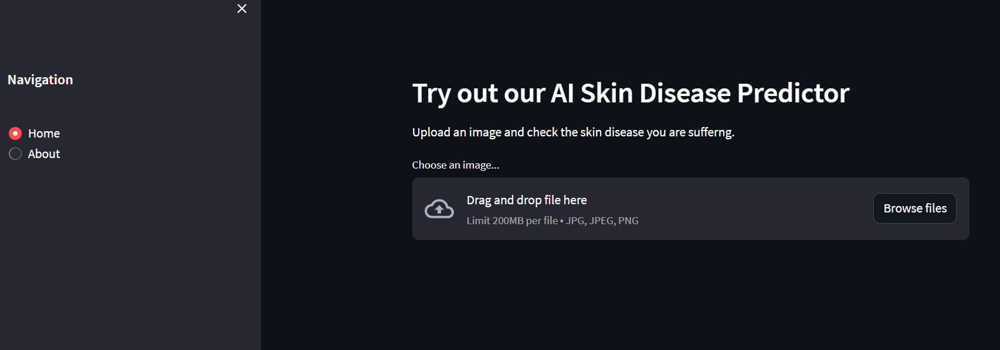 Navigation
Home
About
Try out our AI Skin Disease Predictor
Upload an image and check the skin disease you are sufferng.
Choose an image...
Drag and drop file here
Limit 200MB per file • JPG, JPEG, PNG
Browse files